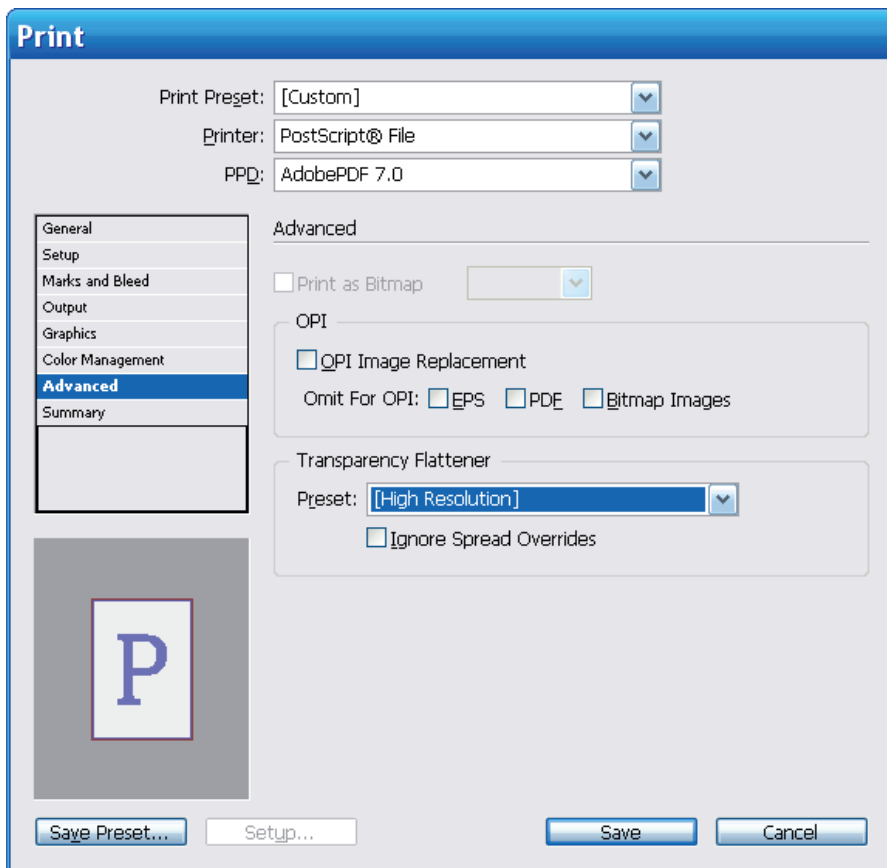 Print
Print Preset: [Custom]
Printer: PostScript® File
PPD: AdobePDF 7.0
General
Setup
Marks and Bleed
Output
Graphics
Color Management
Advanced
Summary
Advanced
Print as Bitmap
OPI
OPI Image Replacement
Omit For OPI: EPS PDF Bitmap Images
Transparency Flattener
Preset: [High Resolution]
Ignore Spread Overrides
P
Save Preset... Setup... Save Cancel